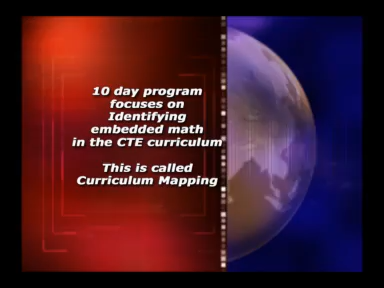 10 day program
focuses on
Identifying
embedded math
in the CTE curriculum
This is called
Curriculum Mapping